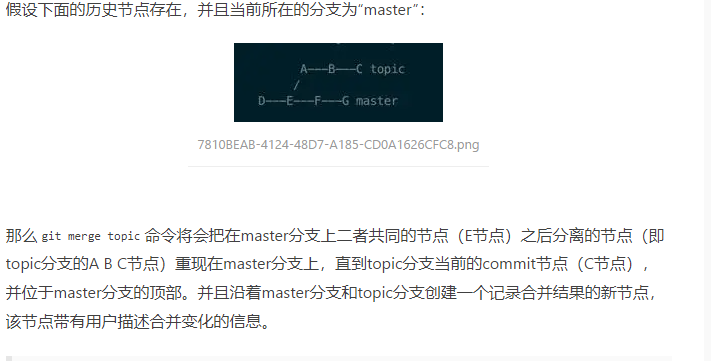 假设下面的历史节点存在，并且当前所在的分支为“master”：
A---B---C topic
/
D---E---F---G master
7810BEAB-4124-48D7-A185-CD0A1626CFC8.png
那么 git merge topic 命令将会把在master分支上二者共同的节点（E节点）之后分离的节点（即
topic分支的A B C节点）重现在master分支上，直到topic分支当前的commit节点（C节点），
并位于master分支的顶部。并且沿着master分支和topic分支创建一个记录合并结果的新节点，
该节点带有用户描述合并变化的信息。